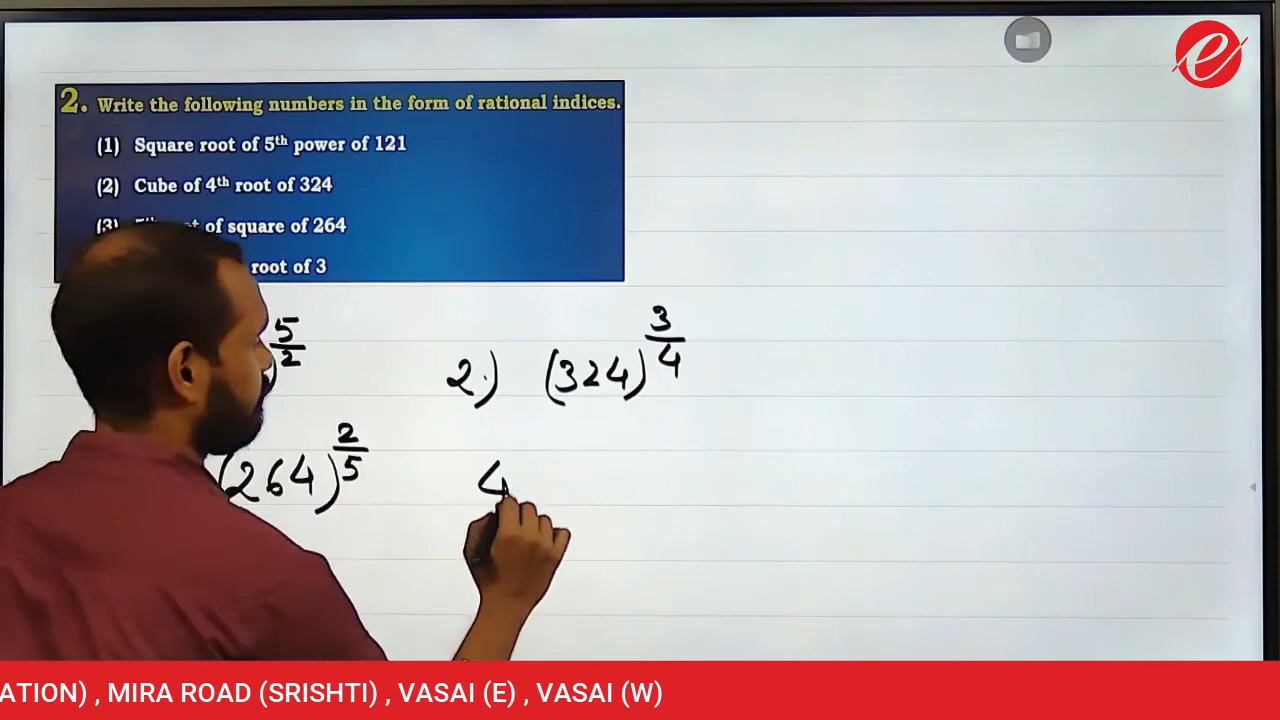 2. Write the following numbers in the form of rational indices.
(1) Square root of 5th power of 121
(2) Cube of 4th root of 324
(3) of square of 264
root of 3
)^5/2
2.) (324)^3/4
(264)^2/5
4
ATION) , MIRA ROAD (SRISHTI) , VASAI (E) , VASAI (W)